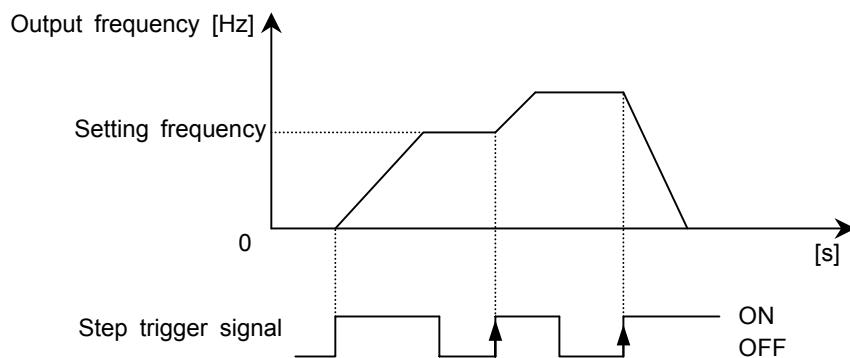 Output frequency [Hz]
Setting frequency
0
[s]
Step trigger signal
ON
OFF